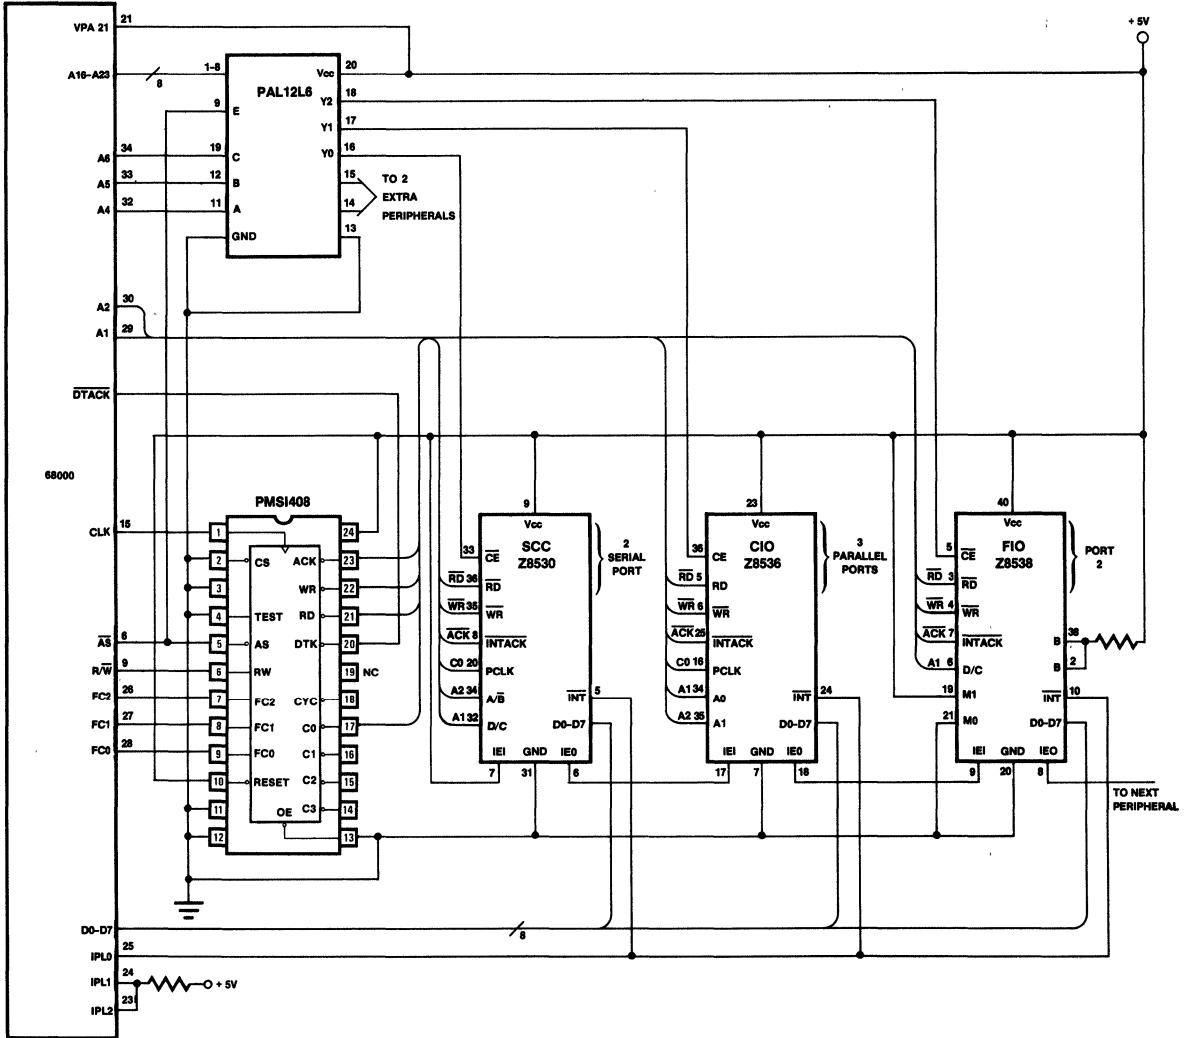 VPA 21
21
+ 5V
A16–A23
8
1–8
PAL12L6
Vcc
20
9
E
Y2
18
Y1
17
A6
34
19
C
Y0
16
A5
33
12
B
15
TO 2
EXTRA
PERIPHERALS
A4
32
11
A
14
GND
13
A2
30
A1
29
DTACK
68000
PMSI408
CLK
15
1
24
2
CS
ACK
23
3
WR
22
4
TEST
RD
21
AS
6
5
AS
DTK
20
R/W
9
6
RW
19
NC
FC2
26
7
FC2
CYC
18
FC1
27
8
FC1
C0
17
FC0
28
9
FC0
C1
16
10
RESET
C2
15
11
OE
C3
14
12
13
9
Vcc
SCC
Z8530
2
SERIAL
PORT
33
CE
RD 36
RD
WR 35
WR
ACK 8
INTACK
C0 20
PCLK
A2 34
A/B
INT
5
A1 32
D/C
D0–D7
IEI
GND
IE0
7
31
6
23
Vcc
CIO
Z8536
3
PARALLEL
PORTS
36
CE
RD 5
RD
WR 6
WR
ACK 25
INTACK
C0 16
PCLK
A1 34
A0
INT
24
A2 35
A1
D0–D7
IEI
GND
IE0
17
7
18
40
Vcc
FIO
Z8538
PORT
2
5
CE
RD 3
RD
WR 4
WR
ACK 7
INTACK
B
A1 6
D/C
B
2
19
M1
INT
10
21
M0
D0–D7
IEI
GND
IEO
9
20
8
TO NEXT
PERIPHERAL
D0–D7
8
IPL0
25
IPL1
24
+ 5V
IPL2
23